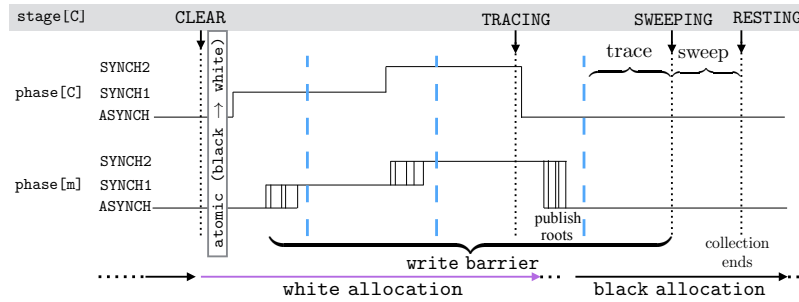 stage[C] CLEAR TRACING SWEEPING RESTING
atomic (black → white)
trace sweep
SYNCH2
phase[C] SYNCH1
ASYNCH
SYNCH2
phase[m] SYNCH1
ASYNCH
publish
roots
write barrier
collection
ends
white allocation black allocation